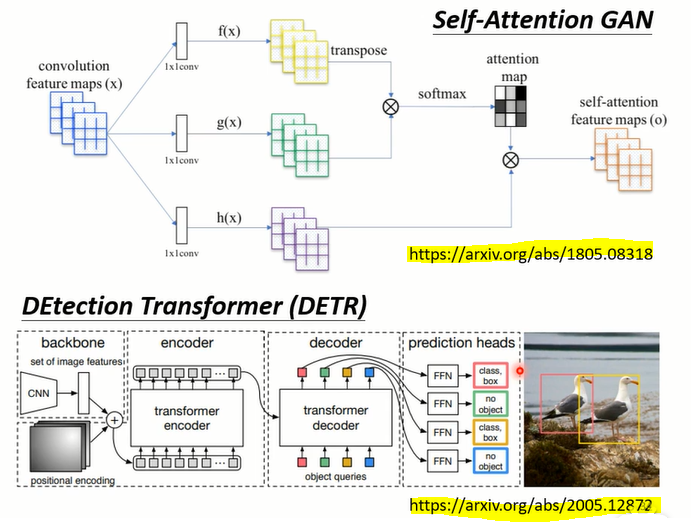 Self-Attention GAN
f(x)
transpose
1x1conv
convolution
feature maps (x)
attention
map
softmax
g(x)
1x1conv
self-attention
feature maps (o)
h(x)
1x1conv
https://arxiv.org/abs/1805.08318
DEtection Transformer (DETR)
backbone
set of image features
CNN
+
positional encoding
encoder
...
transformer
encoder
...
decoder
transformer
decoder
object queries
prediction heads
FFN
class,
box
FFN
no
object
FFN
class,
box
FFN
no
object
https://arxiv.org/abs/2005.12872